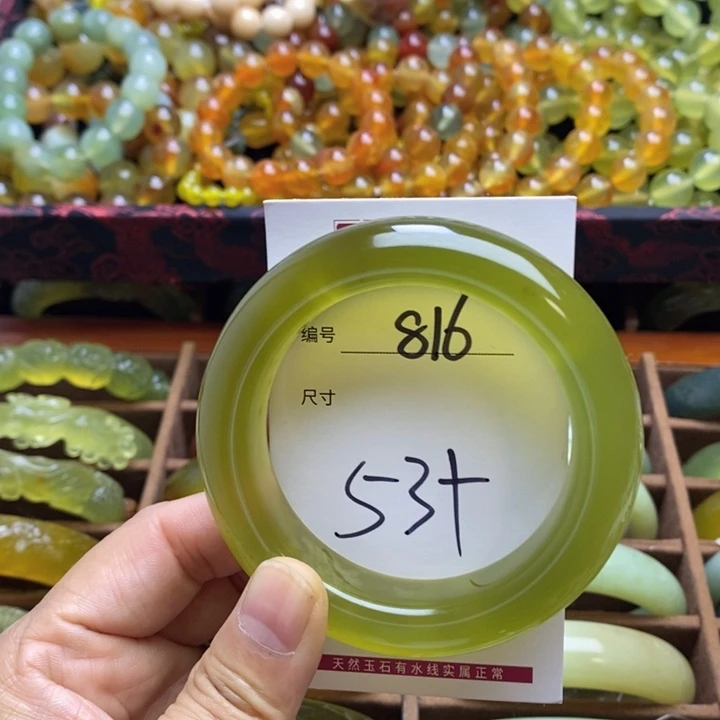 编号 816
尺寸
53+
天然玉石有水线实属正常